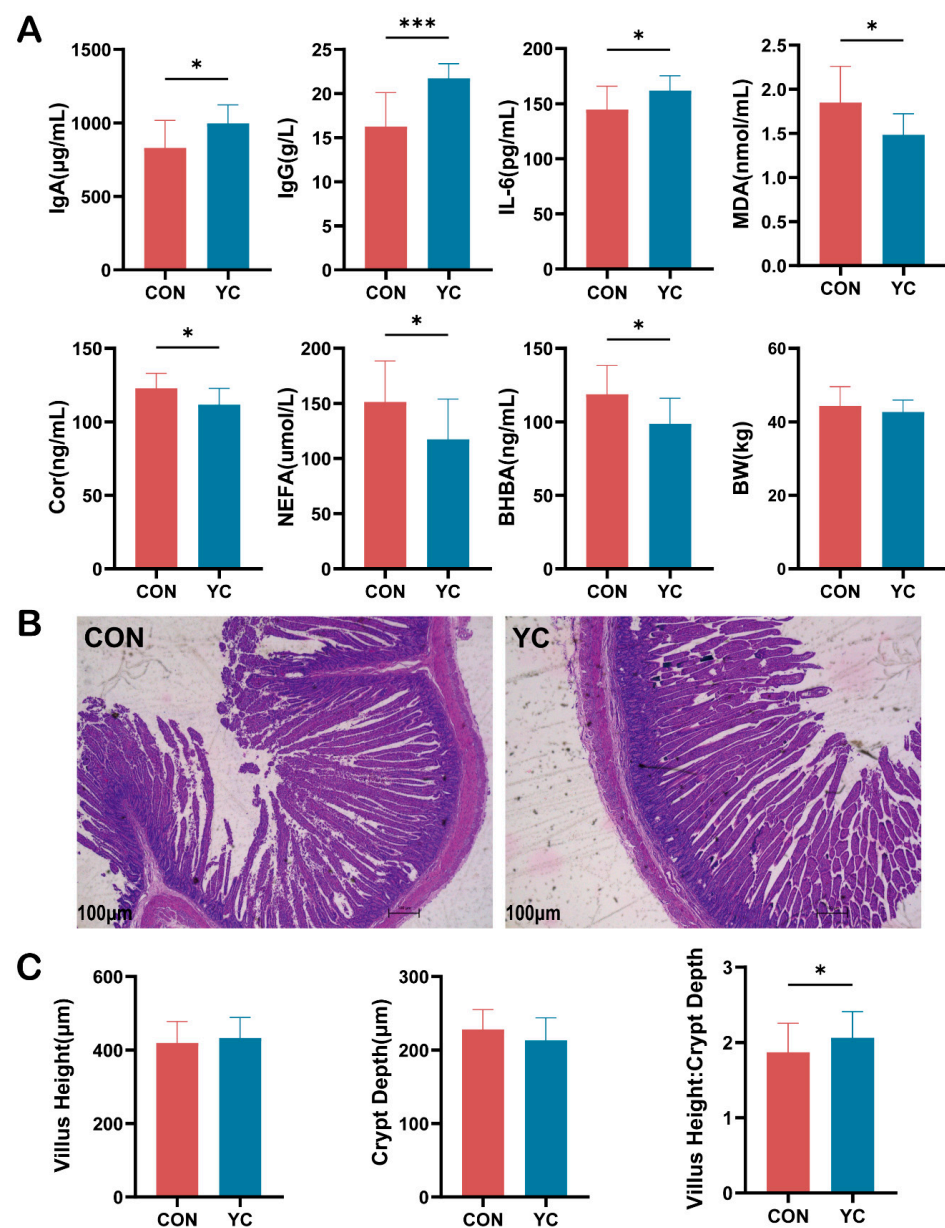 A
IgA(μg/mL)
1500
1000
500
0
*
CON YC
IgG(g/L)
25
20
15
10
5
0
***
CON YC
IL-6(pg/mL)
200
150
100
50
0
*
CON YC
MDA(nmol/mL)
2.5
2.0
1.5
1.0
0.5
0.0
*
CON YC
Cor(ng/mL)
150
100
50
0
*
CON YC
NEFA(umol/L)
200
150
100
50
0
*
CON YC
BHBA(ng/mL)
150
100
50
0
*
CON YC
BW(kg)
60
40
20
0
CON YC
B
CON
100μm
YC
100μm
C
Villus Height(μm)
600
400
200
0
CON YC
Crypt Depth(μm)
300
200
100
0
CON YC
Villus Height:Crypt Depth
3
2
1
0
*
CON YC